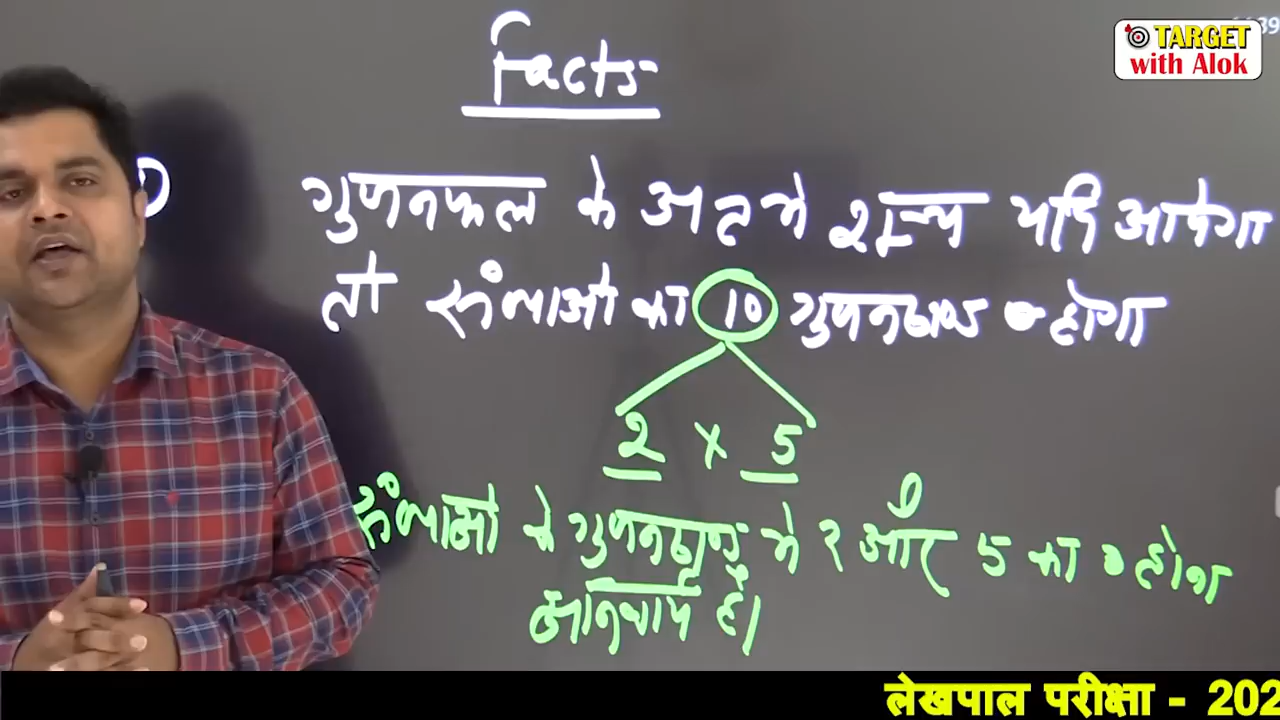 TARGET
with Alok
Facts
गुणनफल के अन्त मे शून्य यदि आयेगा
तो संख्याओ का 10 गुणनखण्ड होगा
2 x 5
संख्याओ के गुणनखण्ड मे 2 और 5 का होना
अनिवार्य है।
लेखपाल परीक्षा - 202